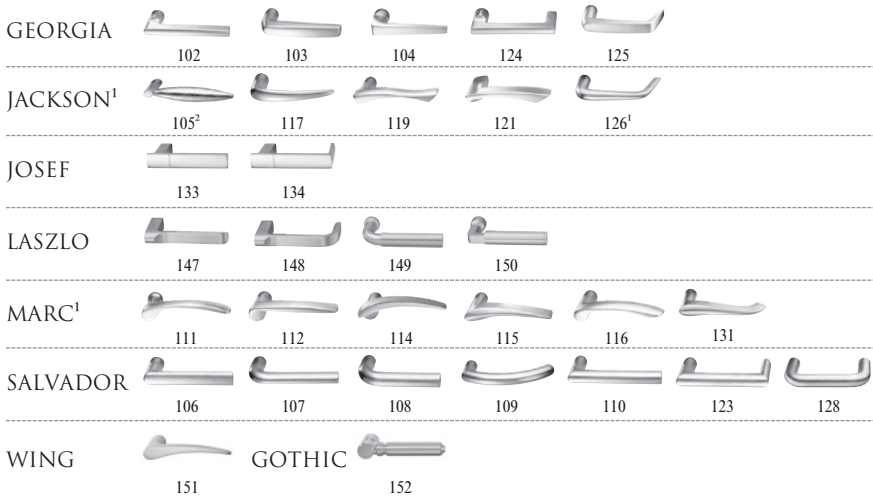 GEORGIA
102 103 104 124 125
JACKSON¹
105² 117 119 121 126¹
JOSEF
133 134
LASZLO
147 148 149 150
MARC¹
111 112 114 115 116 131
SALVADOR
106 107 108 109 110 123 128
WING GOTHIC
151 152